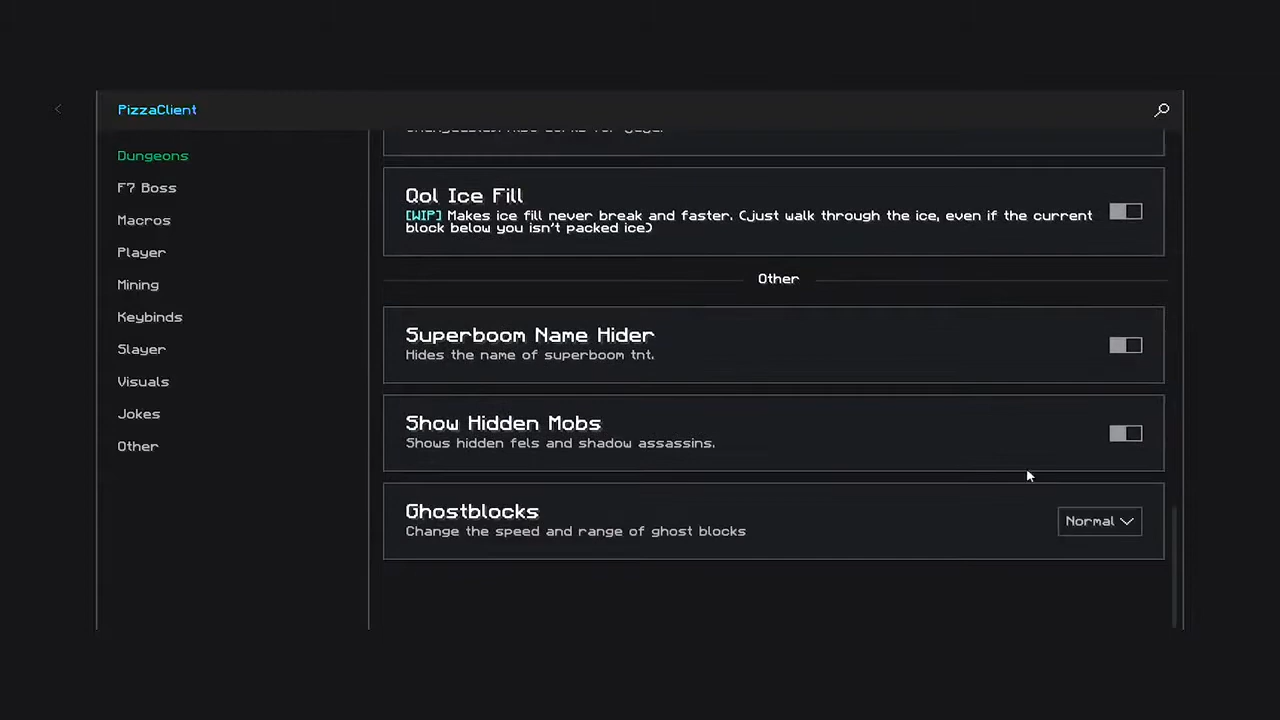 PizzaClient
Dungeons
F7 Boss
Macros
Player
Mining
Keybinds
Slayer
Visuals
Jokes
Other
Qol Ice Fill
[WIP] Makes ice fill never break and faster. (just walk through the ice, even if the current
block below you isn't packed ice)
Other
Superboom Name Hider
Hides the name of superboom tnt.
Show Hidden Mobs
Shows hidden fels and shadow assassins.
Ghostblocks
Change the speed and range of ghost blocks
Normal